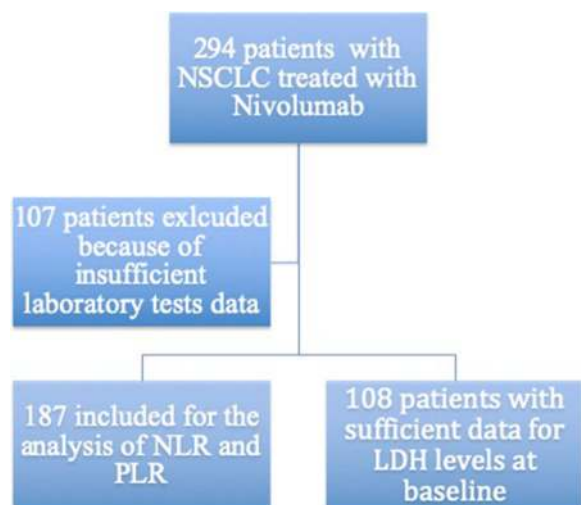 294 patients with
NSCLC treated with
Nivolumab
107 patients exlcuded
because of
insufficient
laboratory tests data
187 included for the
analysis of NLR and
PLR
108 patients with
sufficient data for
LDH levels at
baseline